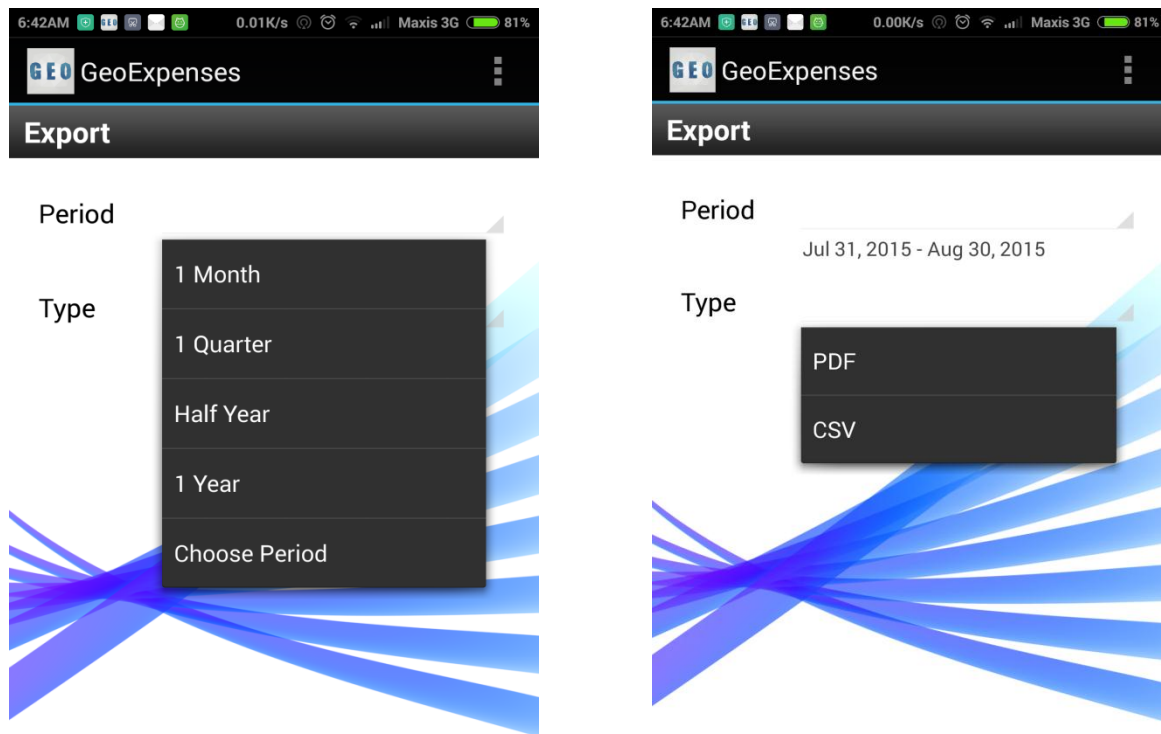 6:42AM GEO 0.01K/s Maxis 3G 81%
GEO GeoExpenses
Export
Period
1 Month
Type
1 Quarter
Half Year
1 Year
Choose Period
6:42AM GEO 0.00K/s Maxis 3G 81%
GEO GeoExpenses
Export
Period
Jul 31, 2015 - Aug 30, 2015
Type
PDF
CSV